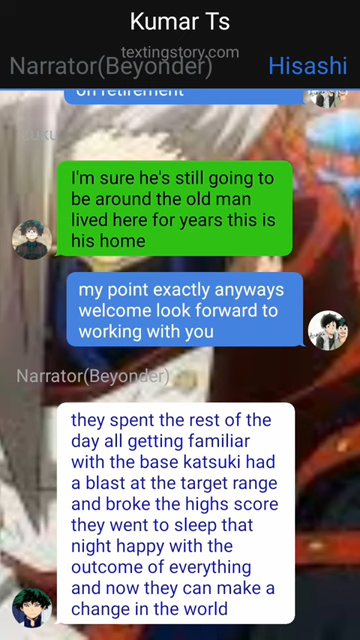 Kumar Ts
textingstory.com
Narrator(Beyonder) Hisashi
on retirement
I'm sure he's still going to
be around the old man
lived here for years this is
his home
my point exactly anyways
welcome look forward to
working with you
Narrator(Beyonder)
they spent the rest of the
day all getting familiar
with the base katsuki had
a blast at the target range
and broke the highs score
they went to sleep that
night happy with the
outcome of everything
and now they can make a
change in the world